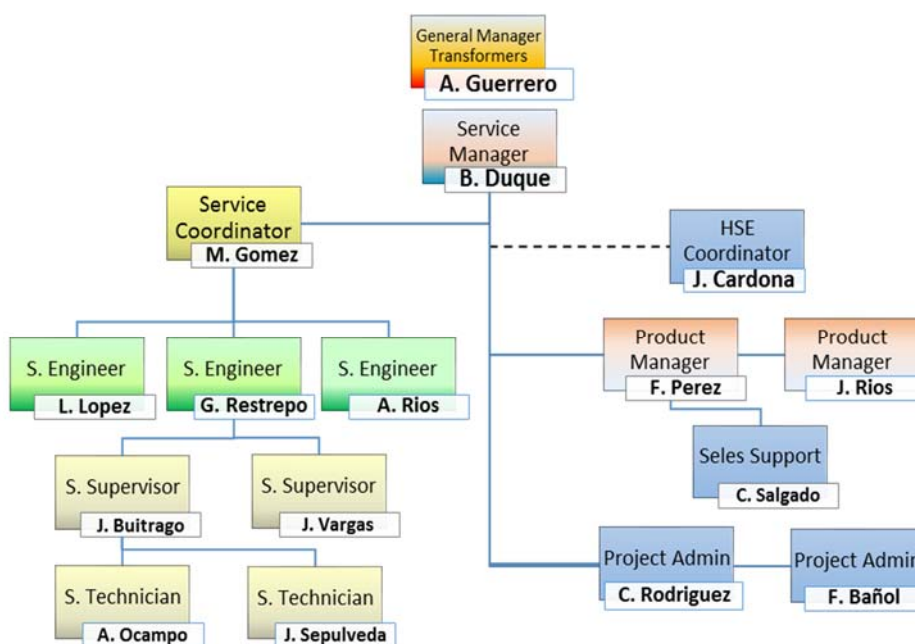 General Manager
Transformers
A. Guerrero
Service
Manager
B. Duque
Service
Coordinator
M. Gomez
HSE
Coordinator
J. Cardona
S. Engineer
L. Lopez
S. Engineer
G. Restrepo
S. Engineer
A. Rios
Product
Manager
F. Perez
Product
Manager
J. Rios
Seles Support
C. Salgado
S. Supervisor
J. Buitrago
S. Supervisor
J. Vargas
Project Admin
C. Rodriguez
Project Admin
F. Bañol
S. Technician
A. Ocampo
S. Technician
J. Sepulveda